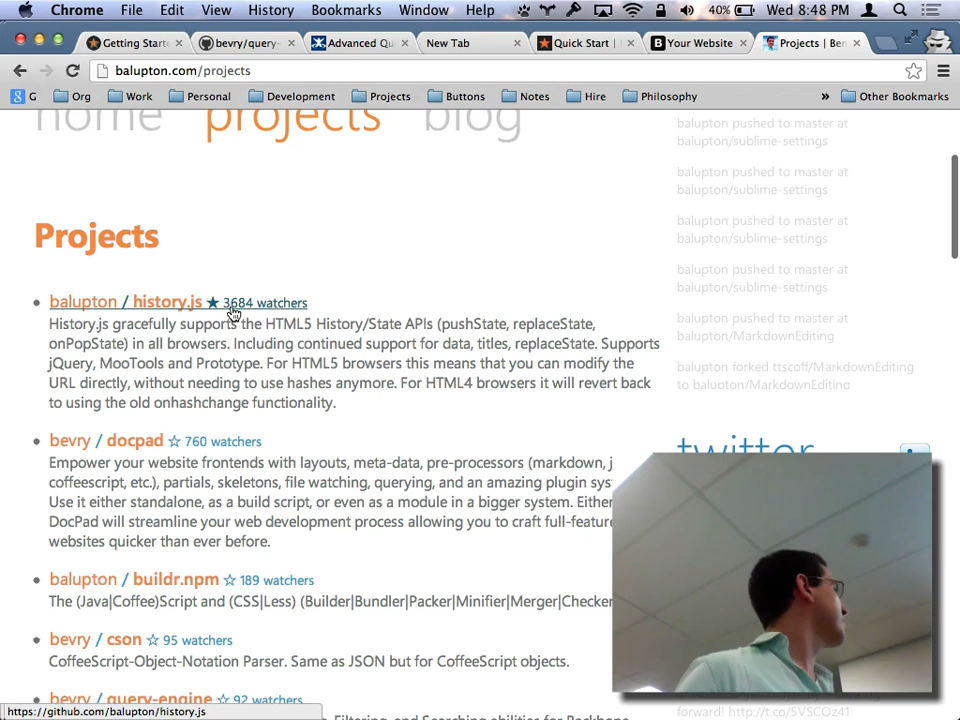 Chrome File Edit View History Bookmarks Window Help 40% Wed 8:48 PM
Getting Starte × bevry/query- × Advanced Qu × New Tab × Quick Start | × Your Website × Projects | Ben ×
balupton.com/projects
G Org Work Personal Development Projects Buttons Notes Hire Philosophy » Other Bookmarks
home projects blog
balupton pushed to master at
balupton/sublime-settings
balupton pushed to master at
balupton/sublime-settings
balupton pushed to master at
balupton/sublime-settings
balupton pushed to master at
balupton/sublime-settings
balupton pushed to master at
balupton/MarkdownEditing
balupton forked ttscoff/MarkdownEditing
to balupton/MarkdownEditing
twitter
Projects
balupton / history.js ★ 3684 watchers
History.js gracefully supports the HTML5 History/State APIs (pushState, replaceState,
onPopState) in all browsers. Including continued support for data, titles, replaceState. Supports
jQuery, MooTools and Prototype. For HTML5 browsers this means that you can modify the
URL directly, without needing to use hashes anymore. For HTML4 browsers it will revert back
to using the old onhashchange functionality.
bevry / docpad ☆ 760 watchers
Empower your website frontends with layouts, meta-data, pre-processors (markdown, j
coffeescript, etc.), partials, skeletons, file watching, querying, and an amazing plugin sys
Use it either standalone, as a build script, or even as a module in a bigger system. Either
DocPad will streamline your web development process allowing you to craft full-feature
websites quicker than ever before.
balupton / buildr.npm ☆ 189 watchers
The (Java|Coffee)Script and (CSS|Less) (Builder|Bundler|Packer|Minifier|Merger|Checker
bevry / cson ☆ 95 watchers
CoffeeScript-Object-Notation Parser. Same as JSON but for CoffeeScript objects.
bevry / query-engine ☆ 92 watchers
Filtering, and Searching abilities for Backbone
https://github.com/balupton/history.js
forward! http://t.co/5VSCOz41